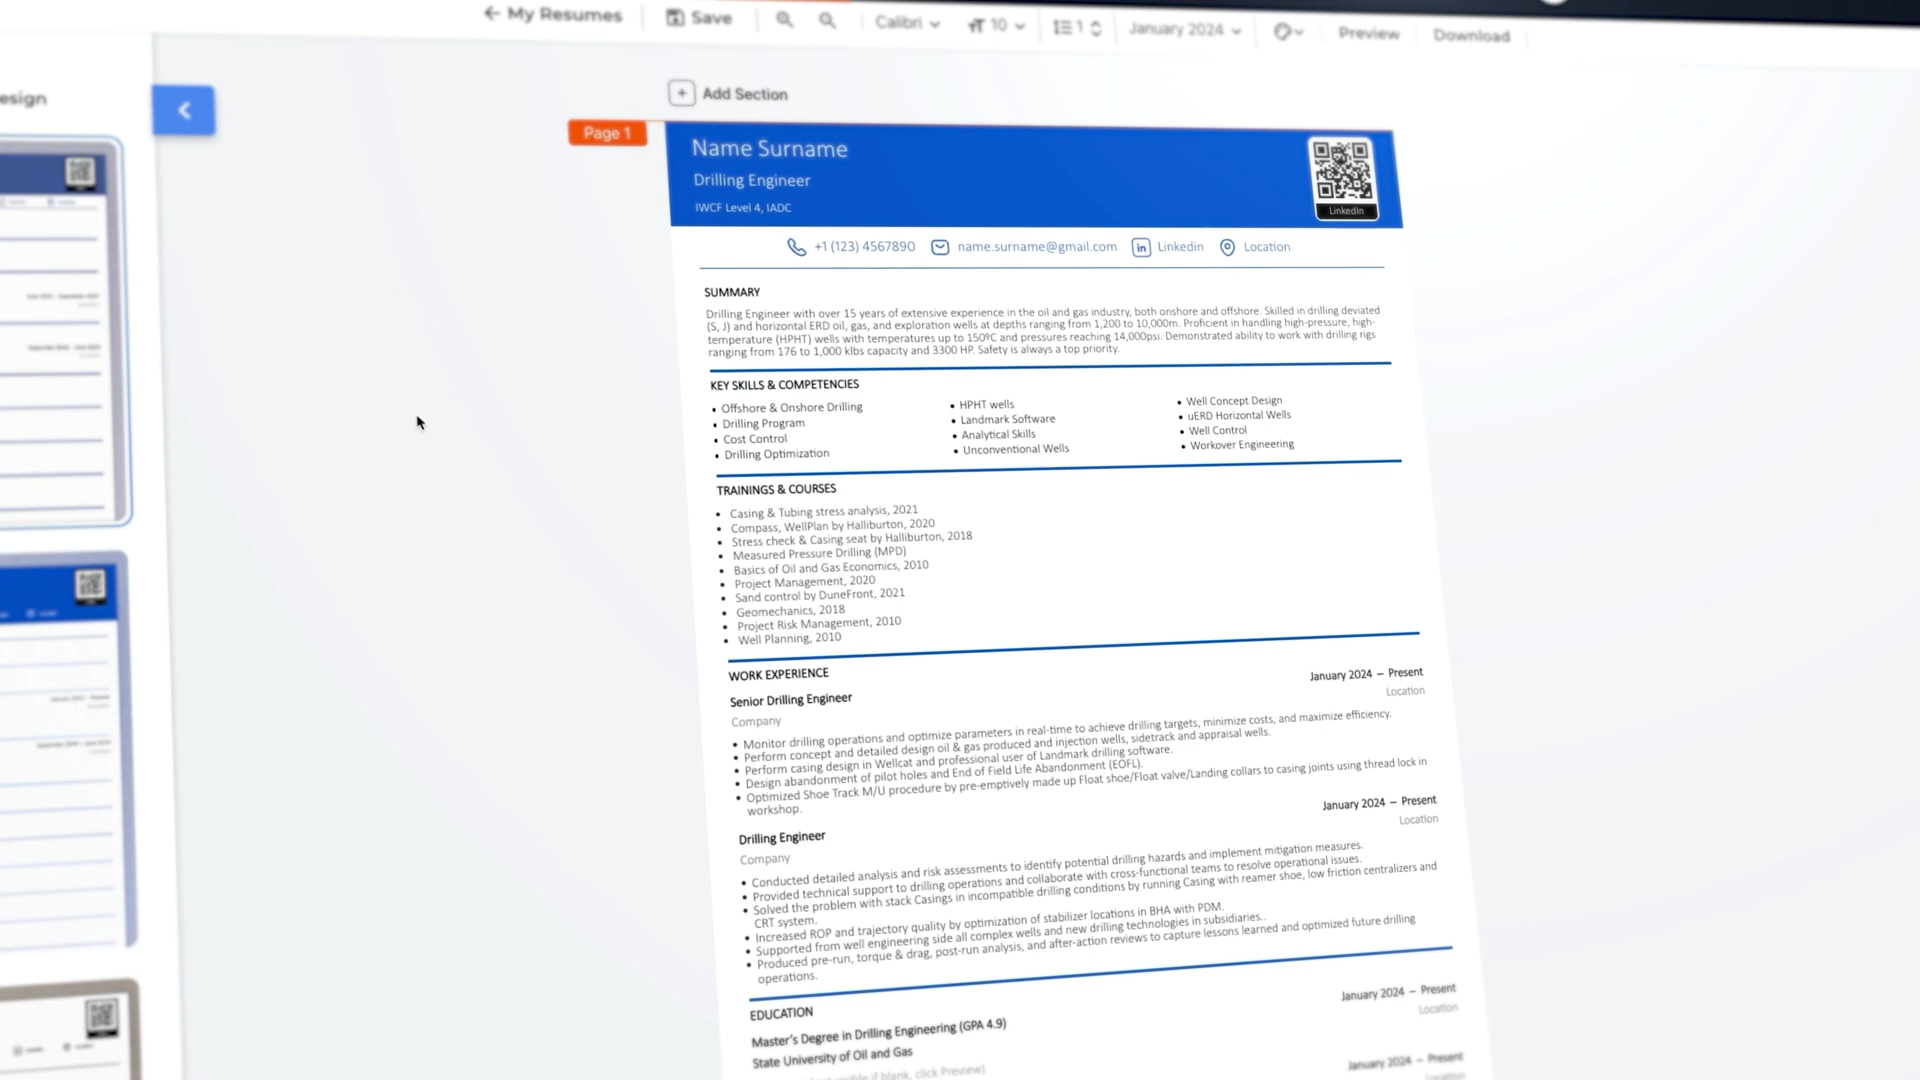 My Resumes
Save
Calibri
10
1
January 2024
Preview
Download
esign
Add Section
Page 1
Name Surname
Drilling Engineer
IWCF Level 4, IADC
LinkedIn
+1 (123) 4567890
name.surname@gmail.com
Linkedin
Location
SUMMARY
Drilling Engineer with over 15 years of extensive experience in the oil and gas industry, both onshore and offshore. Skilled in drilling deviated
(S, J) and horizontal ERD oil, gas, and exploration wells at depths ranging from 1,200 to 10,000m. Proficient in handling high-pressure, high-
temperature (HPHT) wells with temperatures up to 150ºC and pressures reaching 14,000psi. Demonstrated ability to work with drilling rigs
ranging from 176 to 1,000 klbs capacity and 3300 HP. Safety is always a top priority.
KEY SKILLS & COMPETENCIES
• Offshore & Onshore Drilling
• Drilling Program
• Cost Control
• Drilling Optimization
• HPHT wells
• Landmark Software
• Analytical Skills
• Unconventional Wells
• Well Concept Design
• uERD Horizontal Wells
• Well Control
• Workover Engineering
TRAININGS & COURSES
• Casing & Tubing stress analysis, 2021
• Compass, WellPlan by Halliburton, 2020
• Stress check & Casing seat by Halliburton, 2018
• Measured Pressure Drilling (MPD)
• Basics of Oil and Gas Economics, 2010
• Project Management, 2020
• Sand control by DuneFront, 2021
• Geomechanics, 2018
• Project Risk Management, 2010
• Well Planning, 2010
WORK EXPERIENCE
Senior Drilling Engineer
January 2024 – Present
Company
Location
• Monitor drilling operations and optimize parameters in real-time to achieve drilling targets, minimize costs, and maximize efficiency.
• Perform concept and detailed design oil & gas produced and injection wells, sidetrack and appraisal wells.
• Perform casing design in Wellcat and professional user of Landmark drilling software.
• Design abandonment of pilot holes and End of Field Life Abandonment (EOFL).
• Optimized Shoe Track M/U procedure by pre-emptively made up Float shoe/Float valve/Landing collars to casing joints using thread lock in
workshop.
Drilling Engineer
January 2024 – Present
Company
Location
• Conducted detailed analysis and risk assessments to identify potential drilling hazards and implement mitigation measures.
• Provided technical support to drilling operations and collaborate with cross-functional teams to resolve operational issues.
• Solved the problem with stack Casings in incompatible drilling conditions by running Casing with reamer shoe, low friction centralizers and
CRT system.
• Increased ROP and trajectory quality by optimization of stabilizer locations in BHA with PDM.
• Supported from well engineering side all complex wells and new drilling technologies in subsidiaries..
• Produced pre-run, torque & drag, post-run analysis, and after-action reviews to capture lessons learned and optimized future drilling
operations.
EDUCATION
January 2024 – Present
Location
Master's Degree in Drilling Engineering (GPA 4.9)
State University of Oil and Gas
visible if blank, click Preview)
January 2024 – Present
Location